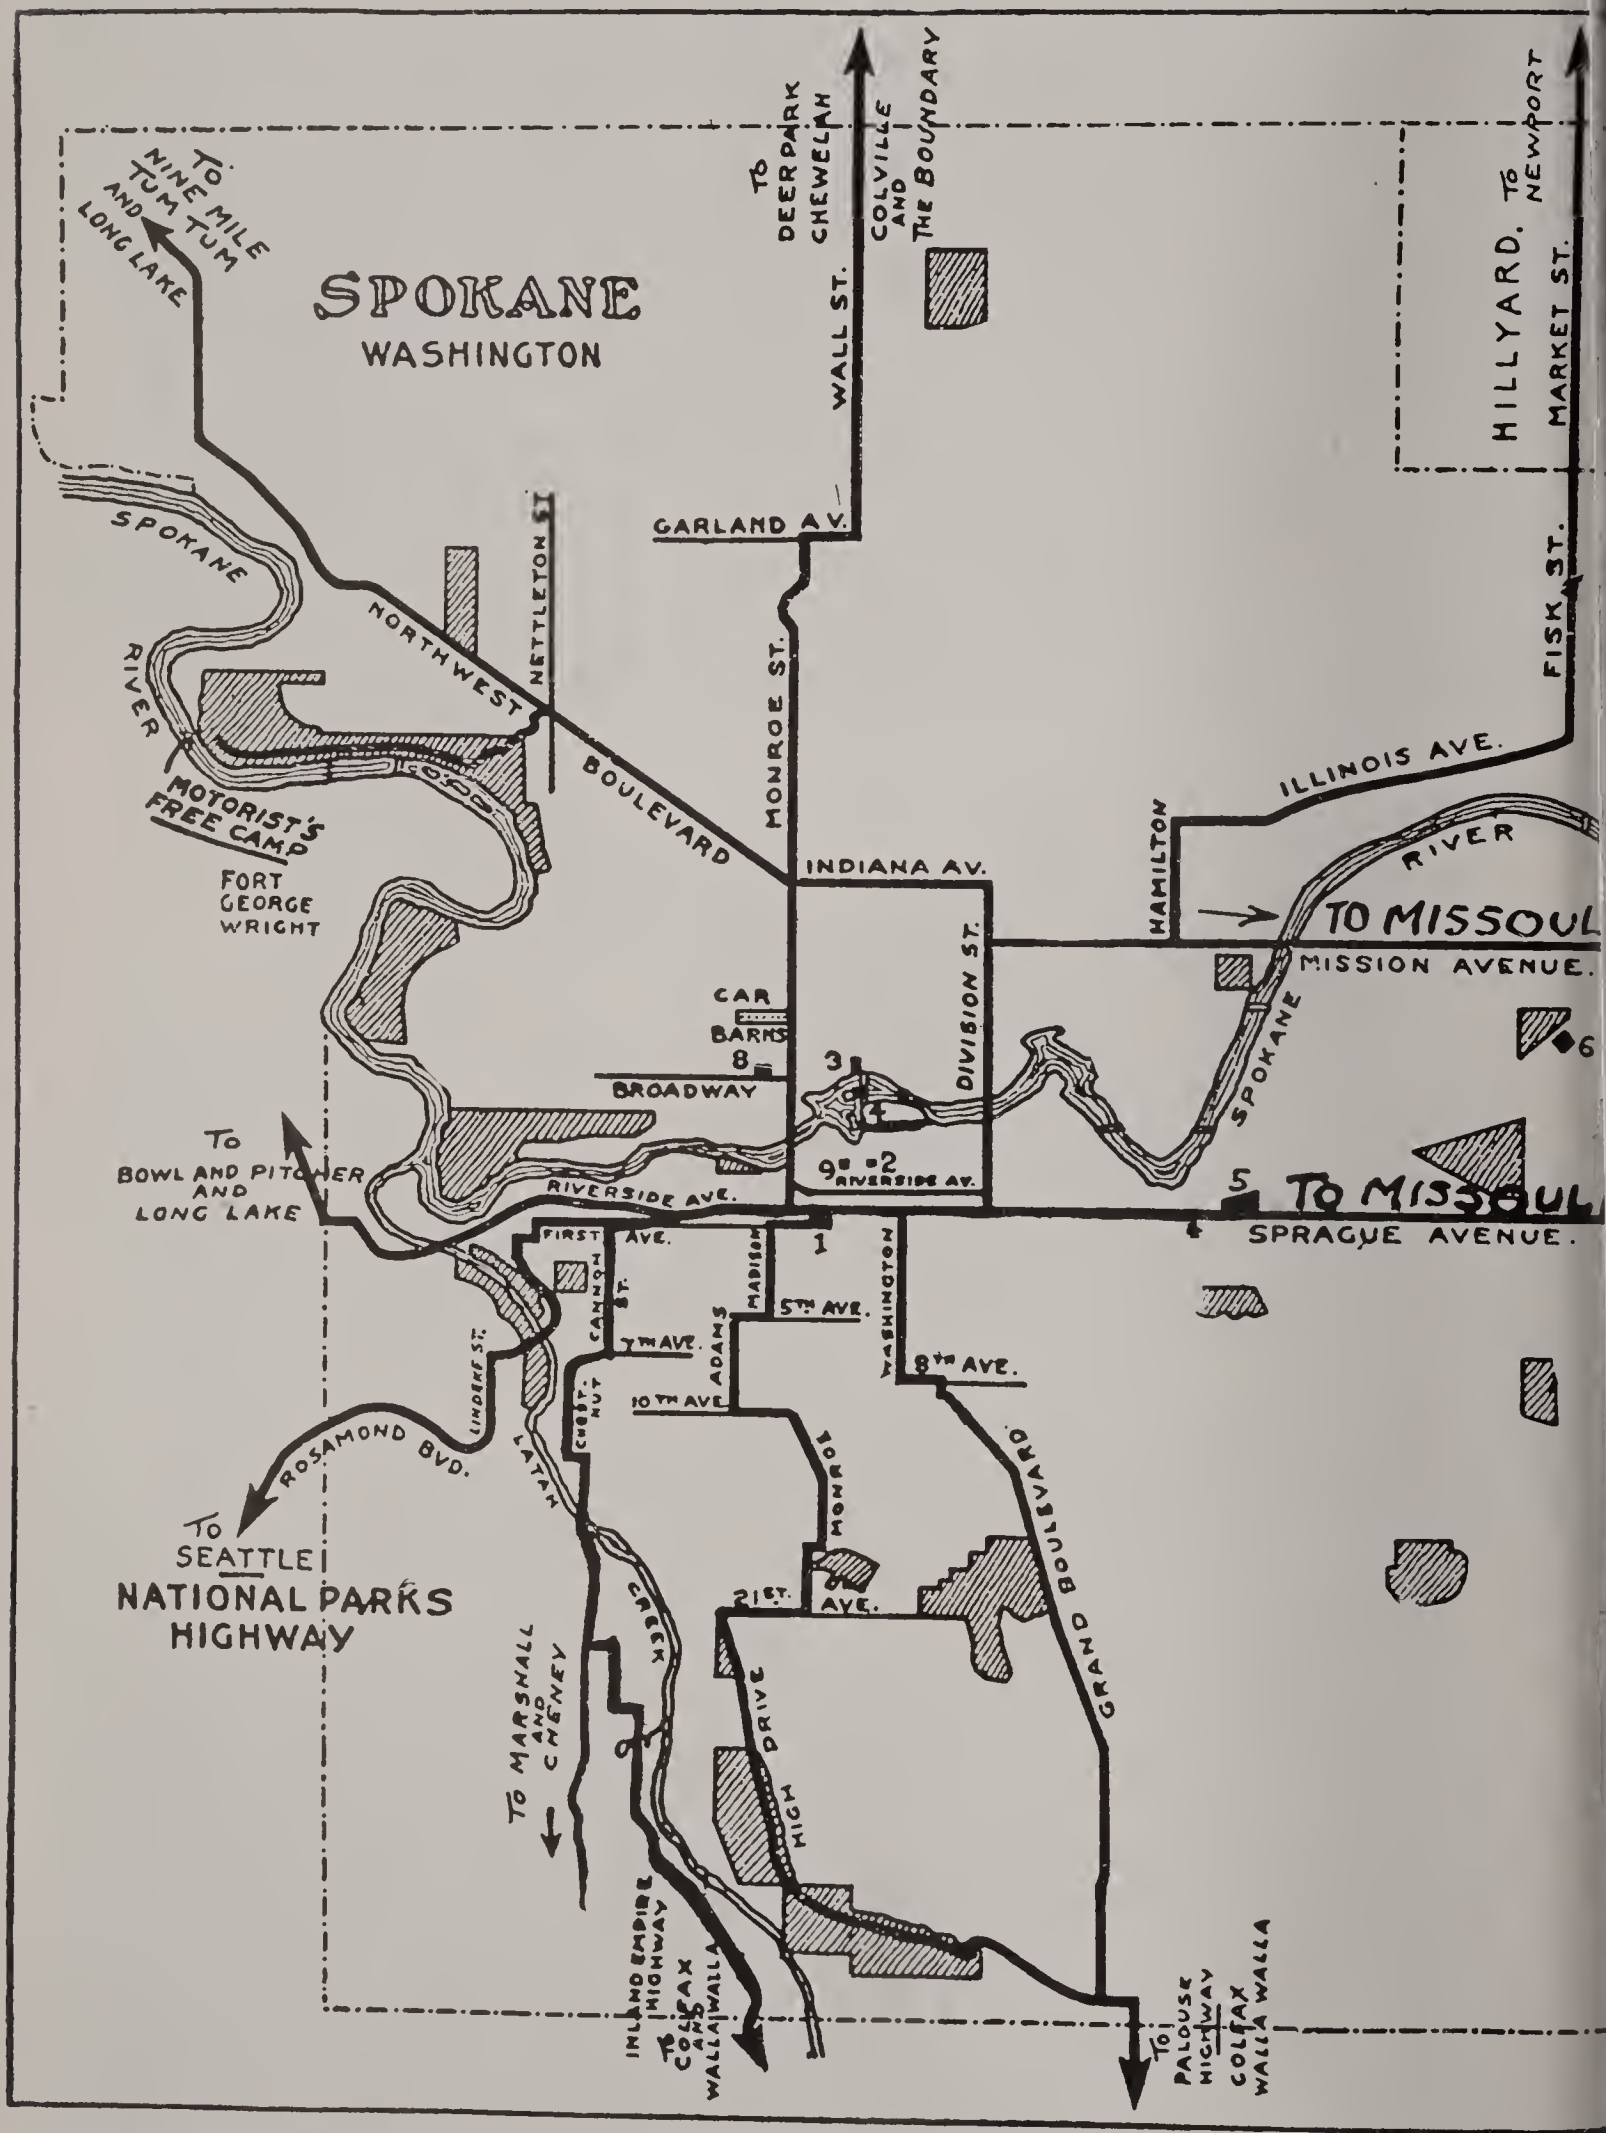 TO
DEERPARK
CHEWELAH
COLVILLE
AND
THE BOUNDARY
TO
NEWPORT
HILLYARD.
TO.
NINE MILE
TUM TUM
AND
LONG LAKE
SPOKANE
WASHINGTON
WALL ST.
MARKET ST.
SPOKANE
RIVER
NETTLETON ST
GARLAND AV.
FISK ST.
NORTHWEST
BOULEVARD
MONROE ST.
ILLINOIS AVE.
HAMILTON
RIVER
MOTORIST'S
FREE CAMP
FORT
GEORGE
WRIGHT
INDIANA AV.
DIVISION ST.
TO MISSOUL
MISSION AVENUE.
CAR
BARNS
8
BROADWAY
3
4
SPOKANE
6
TO
BOWL AND PITCHER
AND
LONG LAKE
9
2
RIVERSIDE AV.
RIVERSIDE AVE.
5
TO MISSOUL
SPRAGUE AVENUE.
FIRST AVE.
1
CANNON
ST.
MADISON
WASHINGTON
5TH AVE.
7TH AVE.
ADAMS
8TH AVE.
10TH AVE
LINDEKE ST.
CHEST-
NUT
ROSAMOND BVD.
LATAH
CREEK
MONROE
GRAND BOULEVARD.
TO
SEATTLE
NATIONAL PARKS
HIGHWAY
21ST.
AVE.
TO MARSHALL
AND
CHENEY
HIGH DRIVE
INLAND EMPIRE
HIGHWAY
TO
COLFAX
AND
WALLA WALLA
TO
PALOUSE
HIGHWAY
COLFAX
WALLA WALLA